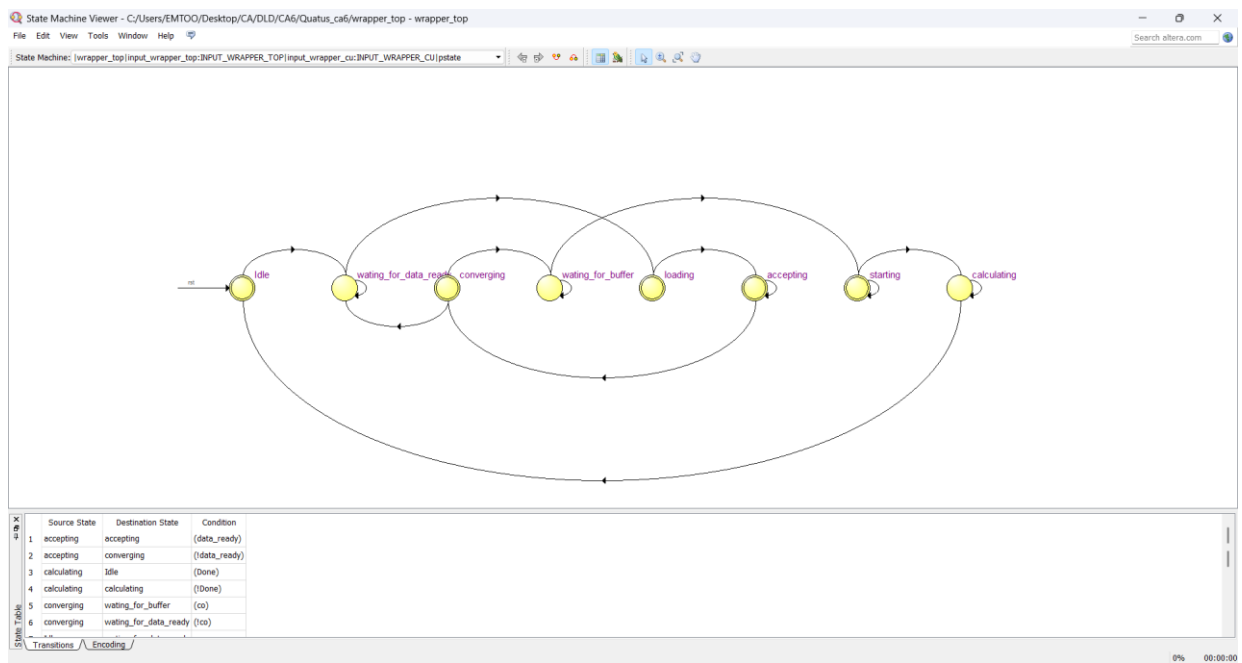 State Machine Viewer - C:/Users/EMTOO/Desktop/CA/DLD/CA6/Quatus_ca6/wrapper_top - wrapper_top
File Edit View Tools Window Help
Search altera.com
State Machine: |wrapper_top|input_wrapper_top:INPUT_WRAPPER_TOP|input_wrapper_cu:INPUT_WRAPPER_CU|pstate
Idle wating_for_data_ready converging wating_for_buffer loading accepting starting calculating
rst
Source State Destination State Condition
1 accepting accepting (data_ready)
2 accepting converging (!data_ready)
3 calculating Idle (Done)
4 calculating calculating (!Done)
5 converging wating_for_buffer (co)
6 converging wating_for_data_ready (!co)
State Table
Transitions Encoding
0% 00:00:00